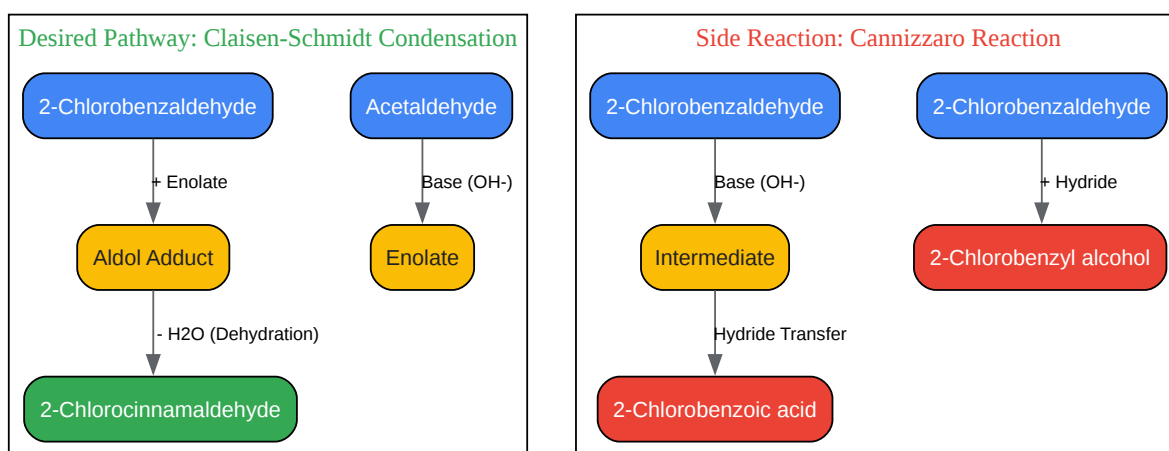 Desired Pathway: Claisen-Schmidt Condensation
2-Chlorobenzaldehyde
Acetaldehyde
+ Enolate
Base (OH-)
Aldol Adduct
Enolate
- H2O (Dehydration)
2-Chlorocinnamaldehyde
Side Reaction: Cannizzaro Reaction
2-Chlorobenzaldehyde
2-Chlorobenzaldehyde
Base (OH-)
+ Hydride
Intermediate
2-Chlorobenzyl alcohol
Hydride Transfer
2-Chlorobenzoic acid